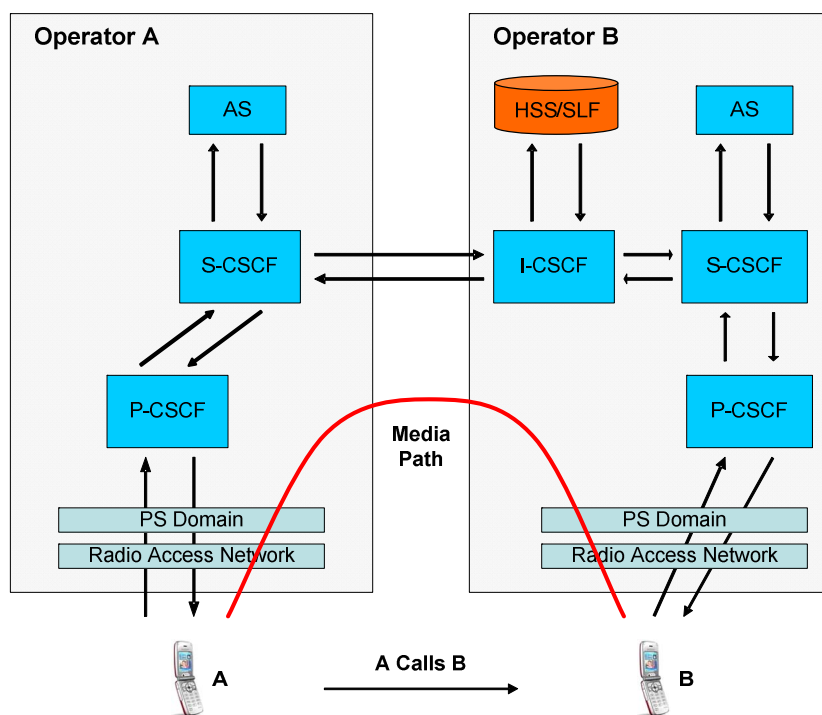 Operator A
Operator B
AS
HSS/SLF
AS
S-CSCF
I-CSCF
S-CSCF
P-CSCF
P-CSCF
Media
Path
PS Domain
PS Domain
Radio Access Network
Radio Access Network
A
A Calls B
B